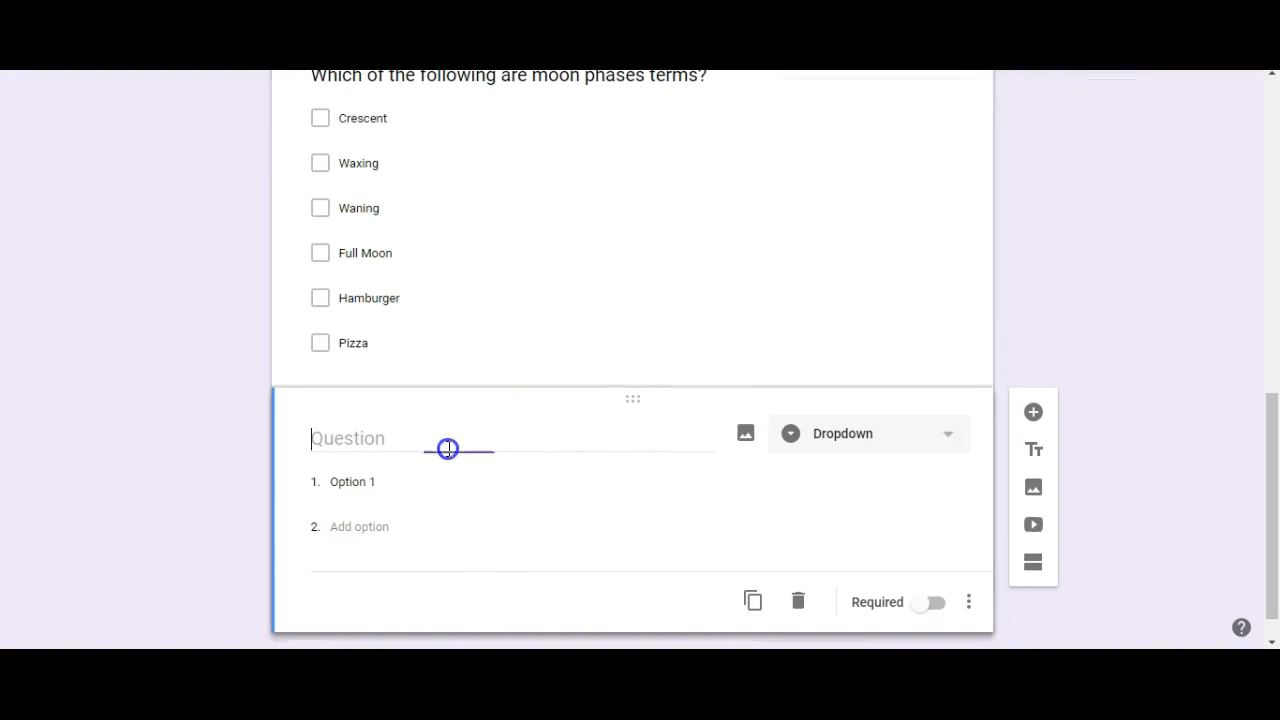 Which of the following are moon phases terms?
Crescent
Waxing
Waning
Full Moon
Hamburger
Pizza
Question
Dropdown
1. Option 1
2. Add option
Required